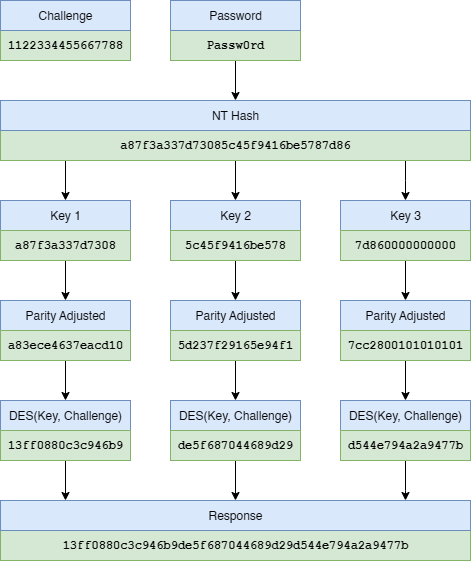 Challenge
1122334455667788
Password
Passw0rd
NT Hash
a87f3a337d73085c45f9416be5787d86
Key 1
a87f3a337d7308
Key 2
5c45f9416be578
Key 3
7d860000000000
Parity Adjusted
a83ece4637eacd10
Parity Adjusted
5d237f29165e94f1
Parity Adjusted
7cc2800101010101
DES(Key, Challenge)
13ff0880c3c946b9
DES(Key, Challenge)
de5f687044689d29
DES(Key, Challenge)
d544e794a2a9477b
Response
13ff0880c3c946b9de5f687044689d29d544e794a2a9477b